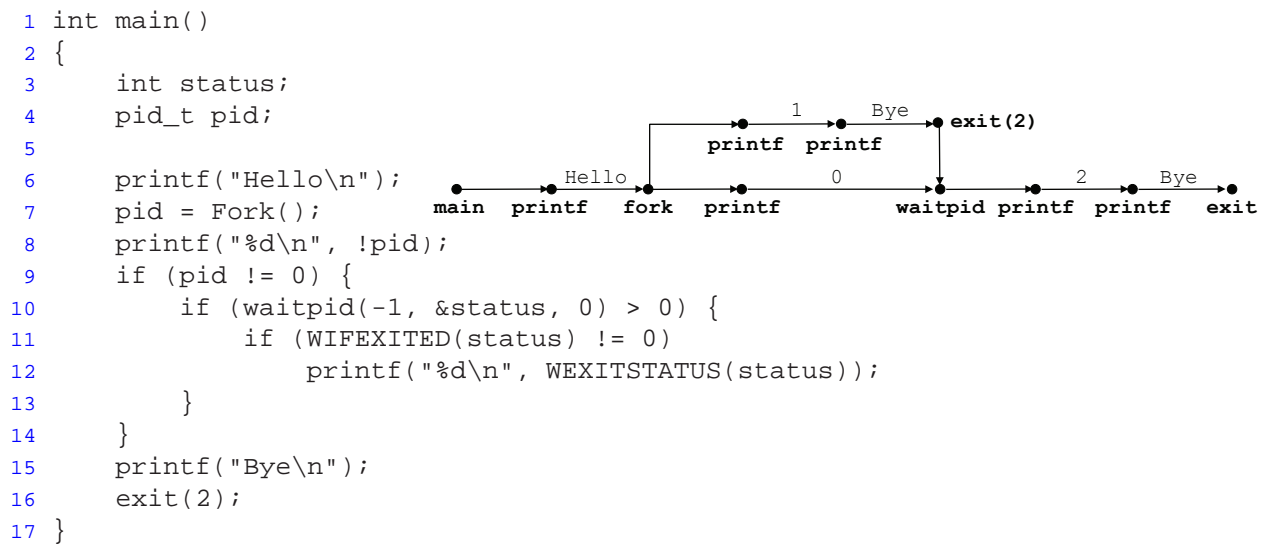 1 int main()
2 {
3     int status;
4     pid_t pid;
5
6     printf("Hello\n");
7     pid = Fork();
8     printf("%d\n", !pid);
9     if (pid != 0) {
10         if (waitpid(-1, &status, 0) > 0) {
11             if (WIFEXITED(status) != 0)
12                 printf("%d\n", WEXITSTATUS(status));
13         }
14     }
15     printf("Bye\n");
16     exit(2);
17 }
1 Bye exit(2)
printf printf
Hello 0 2 Bye
main printf fork printf waitpid printf printf exit